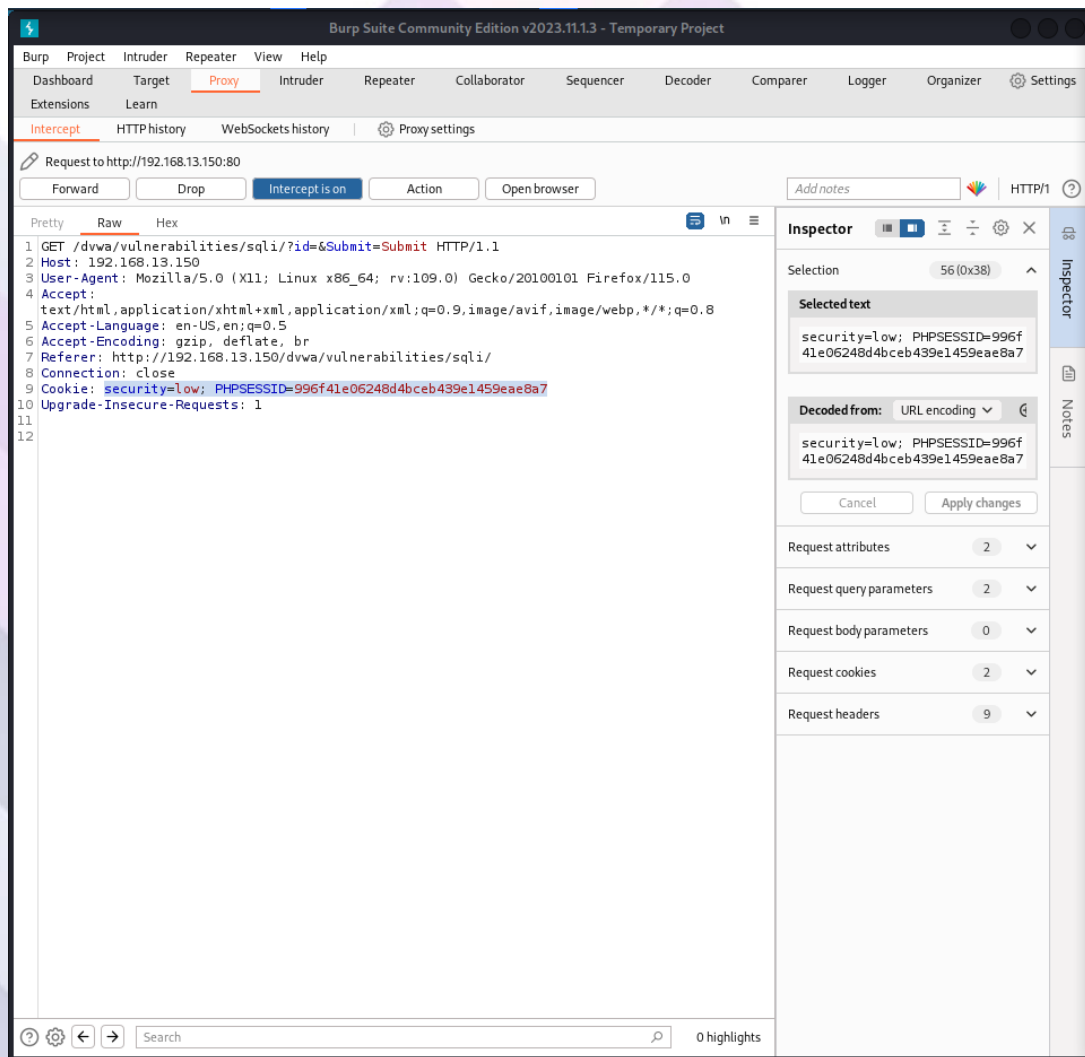 Burp Suite Community Edition v2023.11.1.3 - Temporary Project
Burp Project Intruder Repeater View Help
Dashboard Target Proxy Intruder Repeater Collaborator Sequencer Decoder Comparer Logger Organizer Settings
Extensions Learn
Intercept HTTP history WebSockets history Proxy settings
Request to http://192.168.13.150:80
Forward Drop Intercept is on Action Open browser Add notes HTTP/1 ?
Pretty Raw Hex \n
1 GET /dvwa/vulnerabilities/sqli/?id=&Submit=Submit HTTP/1.1
2 Host: 192.168.13.150
3 User-Agent: Mozilla/5.0 (X11; Linux x86_64; rv:109.0) Gecko/20100101 Firefox/115.0
4 Accept:
text/html,application/xhtml+xml,application/xml;q=0.9,image/avif,image/webp,*/*;q=0.8
5 Accept-Language: en-US,en;q=0.5
6 Accept-Encoding: gzip, deflate, br
7 Referer: http://192.168.13.150/dvwa/vulnerabilities/sqli/
8 Connection: close
9 Cookie: security=low; PHPSESSID=996f41e06248d4bceb439e1459eae8a7
10 Upgrade-Insecure-Requests: 1
11
12
Inspector
Selection 56 (0x38)
Selected text
security=low; PHPSESSID=996f
41e06248d4bceb439e1459eae8a7
Decoded from: URL encoding
security=low; PHPSESSID=996f
41e06248d4bceb439e1459eae8a7
Cancel Apply changes
Request attributes 2
Request query parameters 2
Request body parameters 0
Request cookies 2
Request headers 9
Inspector
Notes
? Search 0 highlights